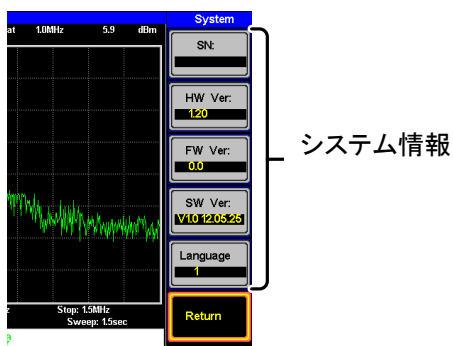 System
at 1.0MHz 5.9 dBm
SN:
HW Ver:
1.20
FW Ver:
0.0
SW Ver:
V1.0 12.05.25
Language
1
Return
Stop: 1.5MHz
Sweep: 1.5sec
システム情報